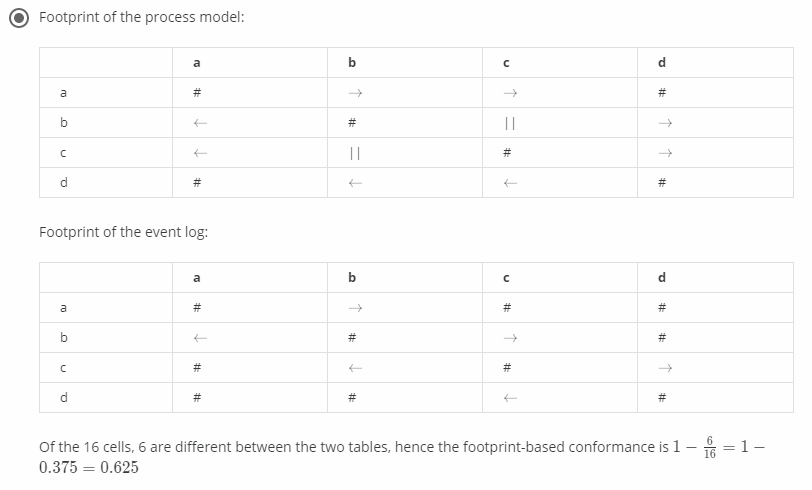 Footprint of the process model:
a b c d
a # → → #
b ← # || →
c ← || # →
d # ← ← #
Footprint of the event log:
a b c d
a # → # #
b ← # → #
c # ← # →
d # # ← #
Of the 16 cells, 6 are different between the two tables, hence the footprint-based conformance is 1 − 6/16 = 1 −
0.375 = 0.625